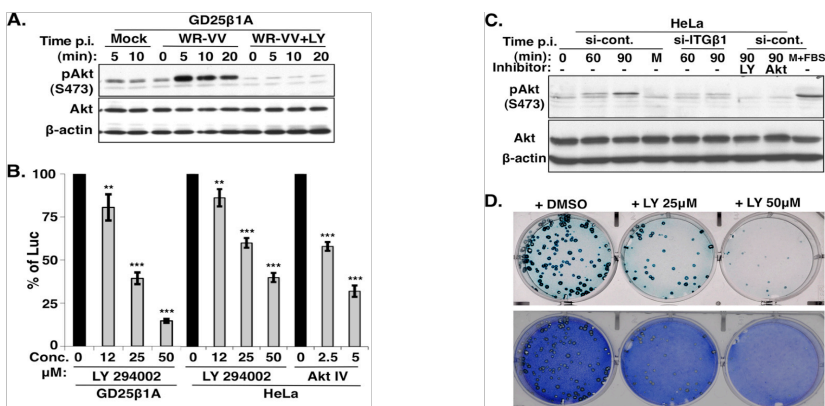 A.
GD25β1A
Time p.i. Mock WR-VV WR-VV+LY
(min): 5 10 0 5 10 20 0 5 10 20
pAkt
(S473)
Akt
β-actin
B.
100
75
50
25
0
% of Luc
** *** *** ** *** *** *** ***
Conc. 0 12 25 50 0 12 25 50 0 2.5 5
μM: LY 294002 LY 294002 Akt IV
GD25β1A HeLa
C.
HeLa
Time p.i. si-cont. si-ITGβ1 si-cont.
(min): 0 60 90 M 60 90 90 90 M+FBS
Inhibitor: - - - - - - LY Akt -
pAkt
(S473)
Akt
β-actin
D.
+ DMSO + LY 25μM + LY 50μM